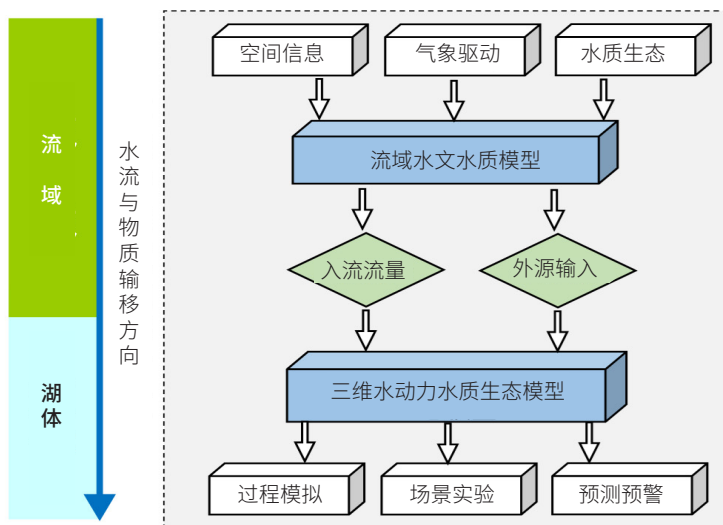 空间信息
气象驱动
水质生态
流域水文水质模型
流域
水流与物质输移方向
入流流量
外源输入
三维水动力水质生态模型
湖体
过程模拟
场景实验
预测预警